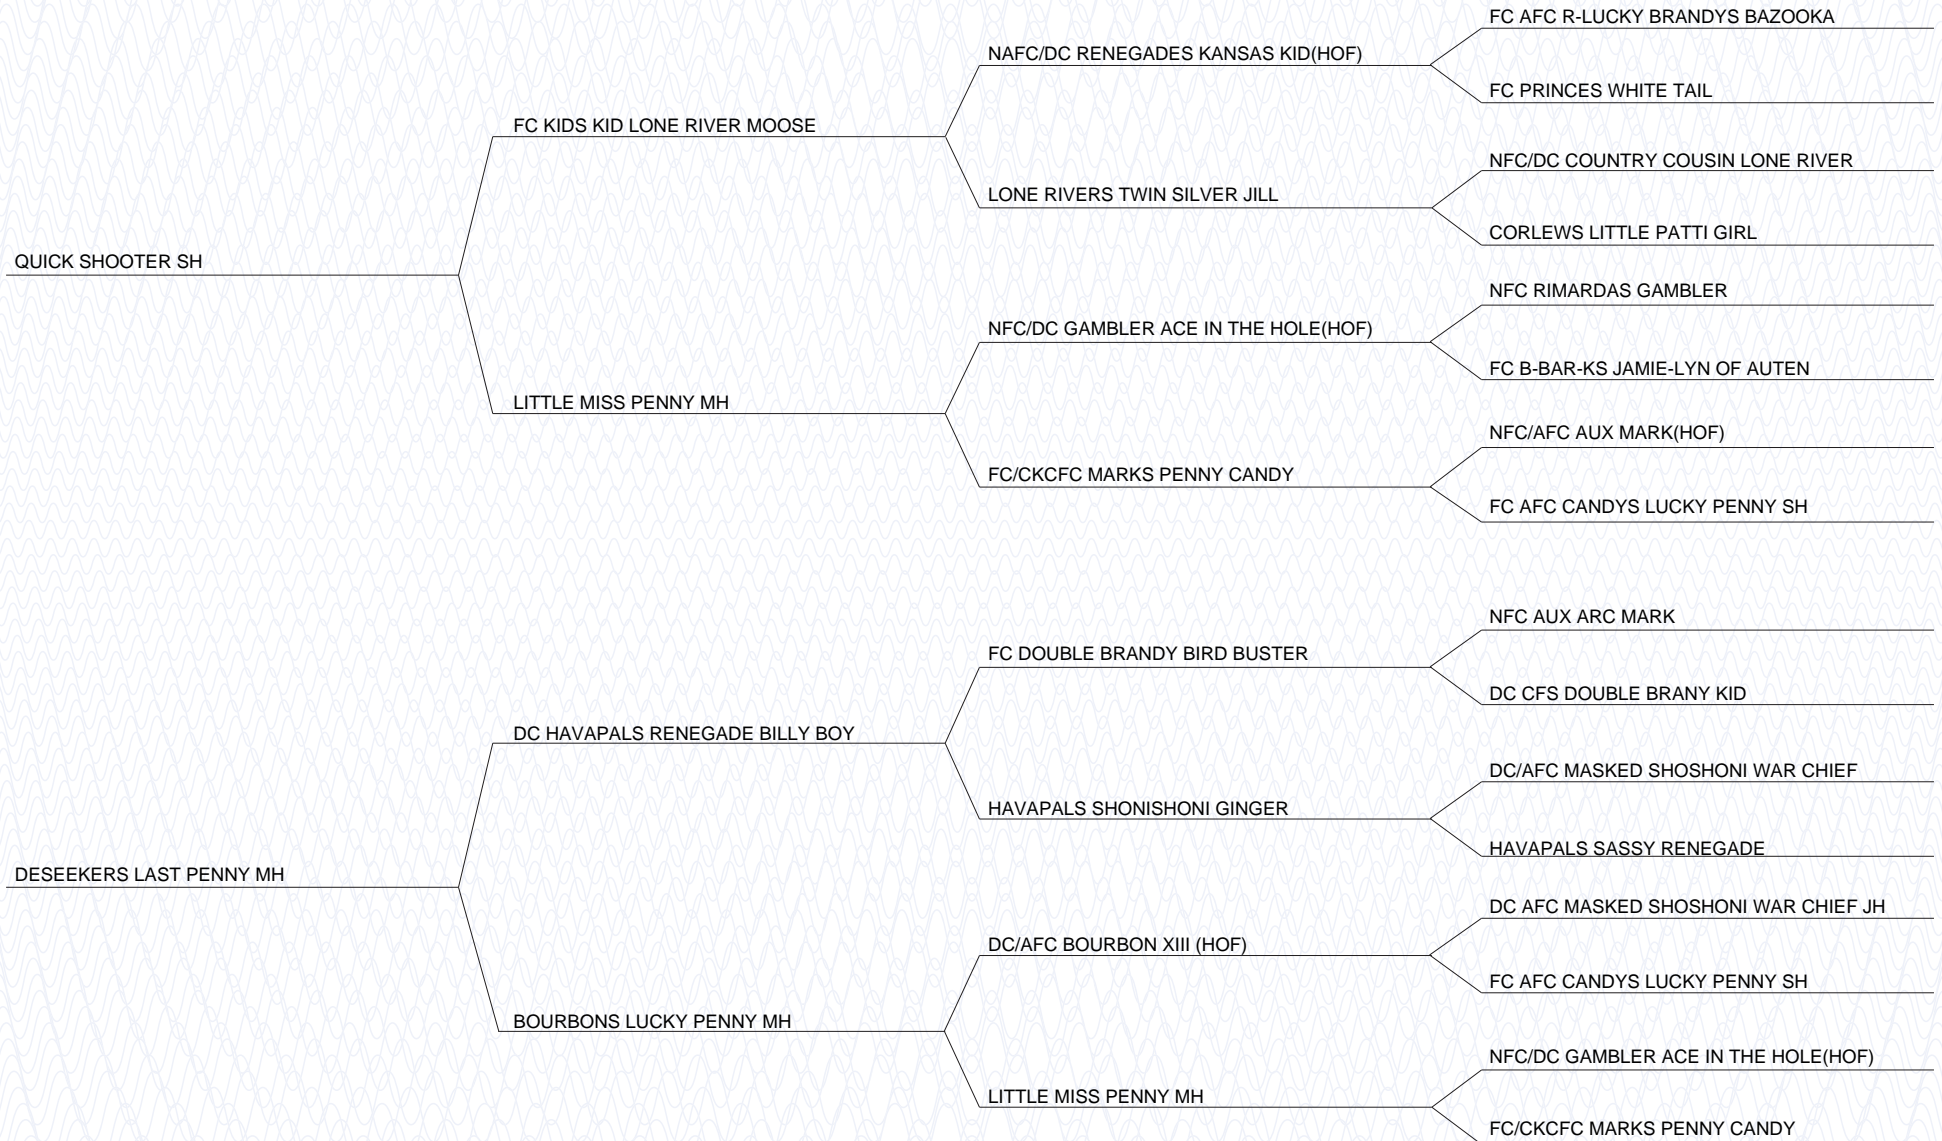 FC AFC R-LUCKY BRANDYS BAZOOKA
NAFC/DC RENEGADES KANSAS KID(HOF)
FC PRINCES WHITE TAIL
FC KIDS KID LONE RIVER MOOSE
NFC/DC COUNTRY COUSIN LONE RIVER
LONE RIVERS TWIN SILVER JILL
CORLEWS LITTLE PATTI GIRL
QUICK SHOOTER SH
NFC RIMARDAS GAMBLER
NFC/DC GAMBLER ACE IN THE HOLE(HOF)
FC B-BAR-KS JAMIE-LYN OF AUTEN
LITTLE MISS PENNY MH
NFC/AFC AUX MARK(HOF)
FC/CKCFC MARKS PENNY CANDY
FC AFC CANDYS LUCKY PENNY SH
NFC AUX ARC MARK
FC DOUBLE BRANDY BIRD BUSTER
DC CFS DOUBLE BRANY KID
DC HAVAPALS RENEGADE BILLY BOY
DC/AFC MASKED SHOSHONI WAR CHIEF
HAVAPALS SHONISHONI GINGER
HAVAPALS SASSY RENEGADE
DESEEKERS LAST PENNY MH
DC AFC MASKED SHOSHONI WAR CHIEF JH
DC/AFC BOURBON XIII (HOF)
FC AFC CANDYS LUCKY PENNY SH
BOURBONS LUCKY PENNY MH
NFC/DC GAMBLER ACE IN THE HOLE(HOF)
LITTLE MISS PENNY MH
FC/CKCFC MARKS PENNY CANDY